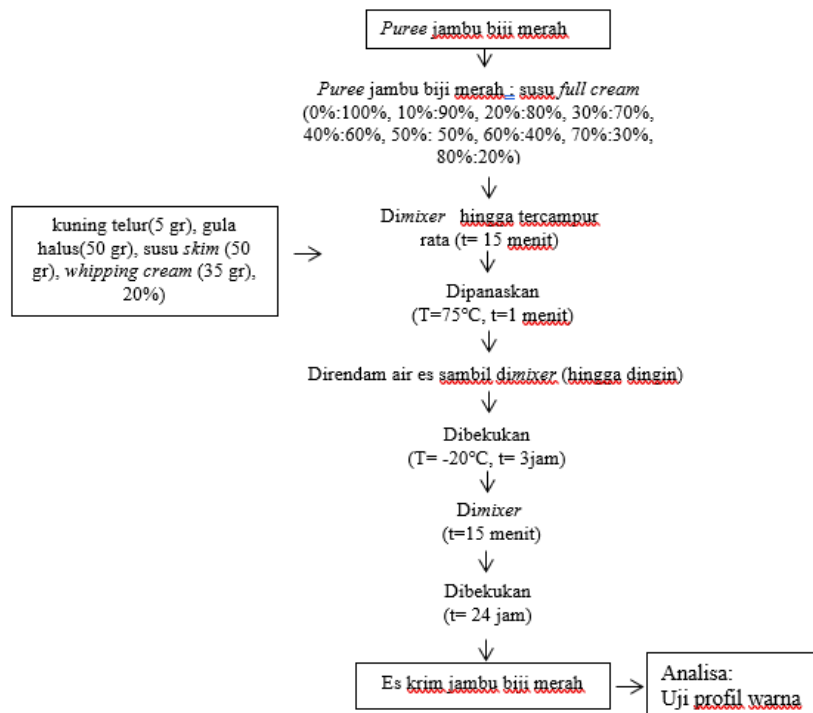 Puree jambu biji merah
Puree jambu biji merah : susu full cream
(0%:100%, 10%:90%, 20%:80%, 30%:70%,
40%:60%, 50%: 50%, 60%:40%, 70%:30%,
80%:20%)
kuning telur(5 gr), gula
halus(50 gr), susu skim (50
gr), whipping cream (35 gr),
20%)
Dimixer hingga tercampur
rata (t= 15 menit)
Dipanaskan
(T=75℃, t=1 menit)
Direndam air es sambil dimixer (hingga dingin)
Dibekukan
(T= -20℃, t= 3jam)
Dimixer
(t=15 menit)
Dibekukan
(t= 24 jam)
Es krim jambu biji merah
Analisa:
Uji profil warna